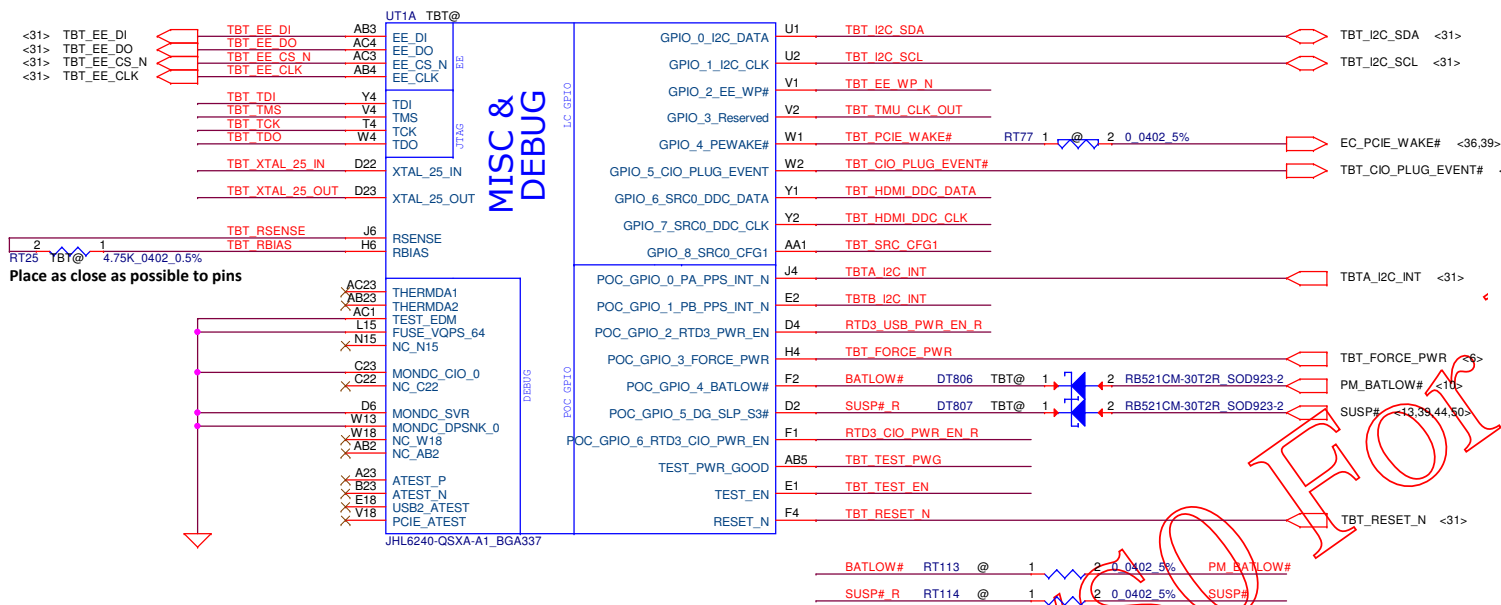 UT1A TBT@
<31> TBT_EE_DI TBT_EE_DI AB3 EE_DI
<31> TBT_EE_DO TBT_EE_DO AC4 EE_DO
<31> TBT_EE_CS_N TBT_EE_CS_N AC3 EE_CS_N
<31> TBT_EE_CLK TBT_EE_CLK AB4 EE_CLK
EE
TBT_TDI Y4 TDI
TBT_TMS V4 TMS
TBT_TCK T4 TCK
TBT_TDO W4 TDO
JTAG
TBT_XTAL_25_IN D22 XTAL_25_IN
TBT_XTAL_25_OUT D23 XTAL_25_OUT
TBT_RSENSE J6 RSENSE
TBT_RBIAS H6 RBIAS
2 1
RT25 TBT@ 4.75K_0402_0.5%
Place as close as possible to pins
AC23 THERMDA1
AB23 THERMDA2
AC1 TEST_EDM
L15 FUSE_VQPS_64
N15 NC_N15
C23 MONDC_CIO_0
C22 NC_C22
D6 MONDC_SVR
W13 MONDC_DPSNK_0
W18 NC_W18
AB2 NC_AB2
A23 ATEST_P
B23 ATEST_N
E18 USB2_ATEST
V18 PCIE_ATEST
DEBUG
JHL6240-QSXA-A1_BGA337
MISC &
DEBUG
LC GPIO
GPIO_0_I2C_DATA U1 TBT_I2C_SDA TBT_I2C_SDA <31>
GPIO_1_I2C_CLK U2 TBT_I2C_SCL TBT_I2C_SCL <31>
GPIO_2_EE_WP# V1 TBT_EE_WP_N
GPIO_3_Reserved V2 TBT_TMU_CLK_OUT
GPIO_4_PEWAKE# W1 TBT_PCIE_WAKE# RT77 1 @ 2 0_0402_5% EC_PCIE_WAKE# <36,39>
GPIO_5_CIO_PLUG_EVENT W2 TBT_CIO_PLUG_EVENT# TBT_CIO_PLUG_EVENT#
GPIO_6_SRC0_DDC_DATA Y1 TBT_HDMI_DDC_DATA
GPIO_7_SRC0_DDC_CLK Y2 TBT_HDMI_DDC_CLK
GPIO_8_SRC0_CFG1 AA1 TBT_SRC_CFG1
POC GPIO
POC_GPIO_0_PA_PPS_INT_N J4 TBTA_I2C_INT TBTA_I2C_INT <31>
POC_GPIO_1_PB_PPS_INT_N E2 TBTB_I2C_INT
POC_GPIO_2_RTD3_PWR_EN D4 RTD3_USB_PWR_EN_R
POC_GPIO_3_FORCE_PWR H4 TBT_FORCE_PWR TBT_FORCE_PWR <6>
POC_GPIO_4_BATLOW# F2 BATLOW# DT806 TBT@ 1 2 RB521CM-30T2R_SOD923-2 PM_BATLOW# <10>
POC_GPIO_5_DG_SLP_S3# D2 SUSP#_R DT807 TBT@ 1 2 RB521CM-30T2R_SOD923-2 SUSP# <13,39,44,50>
POC_GPIO_6_RTD3_CIO_PWR_EN F1 RTD3_CIO_PWR_EN_R
TEST_PWR_GOOD AB5 TBT_TEST_PWG
TEST_EN E1 TBT_TEST_EN
RESET_N F4 TBT_RESET_N TBT_RESET_N <31>
BATLOW# RT113 @ 1 2 0_0402_5% PM_BATLOW#
SUSP#_R RT114 @ 1 2 0_0402_5% SUSP#
For